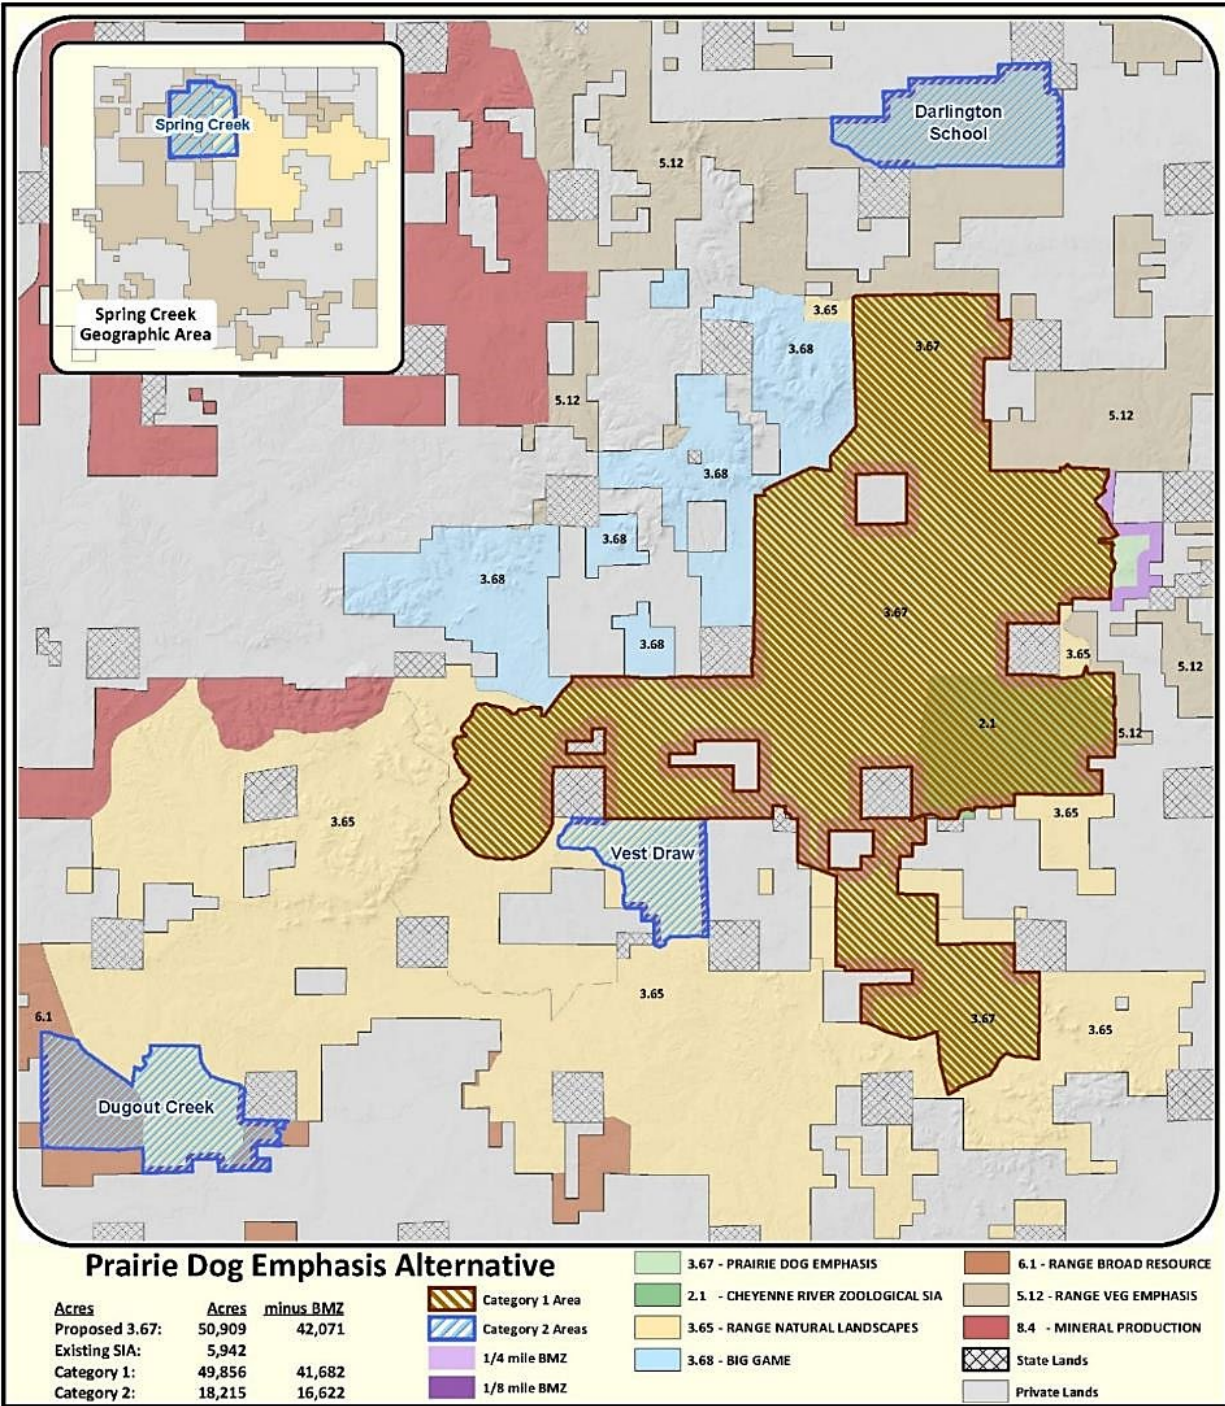 Spring Creek
Spring Creek
Geographic Area
Darlington
School
5.12
3.65
3.67
3.68
5.12
5.12
3.68
3.68
3.68
3.67
3.68
3.65
5.12
2.1
5.12
3.65
3.65
Vest Draw
3.65
6.1
3.67
3.65
Dugout Creek
Prairie Dog Emphasis Alternative
Acres Acres minus BMZ
Proposed 3.67: 50,909 42,071
Existing SIA: 5,942
Category 1: 49,856 41,682
Category 2: 18,215 16,622
Category 1 Area
Category 2 Areas
1/4 mile BMZ
1/8 mile BMZ
3.67 - PRAIRIE DOG EMPHASIS
2.1 - CHEYENNE RIVER ZOOLOGICAL SIA
3.65 - RANGE NATURAL LANDSCAPES
3.68 - BIG GAME
6.1 - RANGE BROAD RESOURCE
5.12 - RANGE VEG EMPHASIS
8.4 - MINERAL PRODUCTION
State Lands
Private Lands